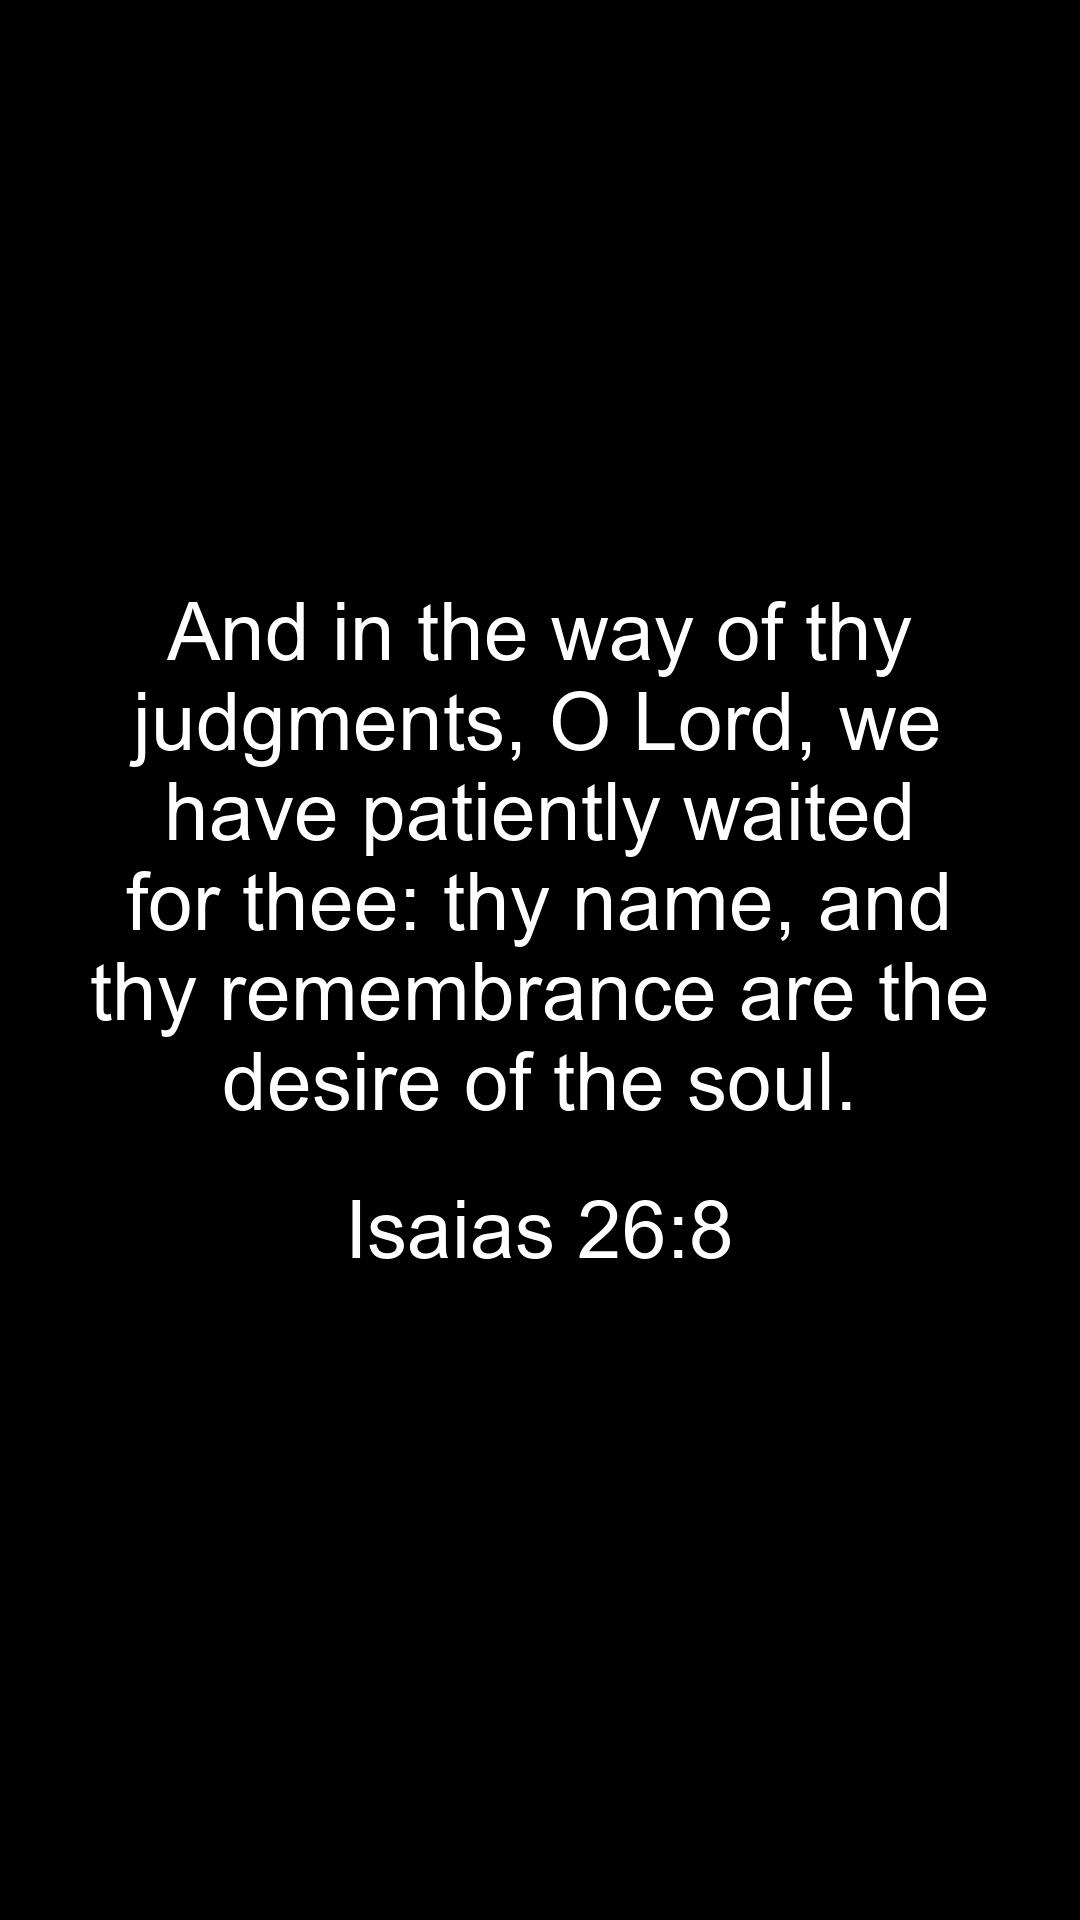 And in the way of thy
judgments, O Lord, we
have patiently waited
for thee: thy name, and
thy remembrance are the
desire of the soul.
Isaias 26:8